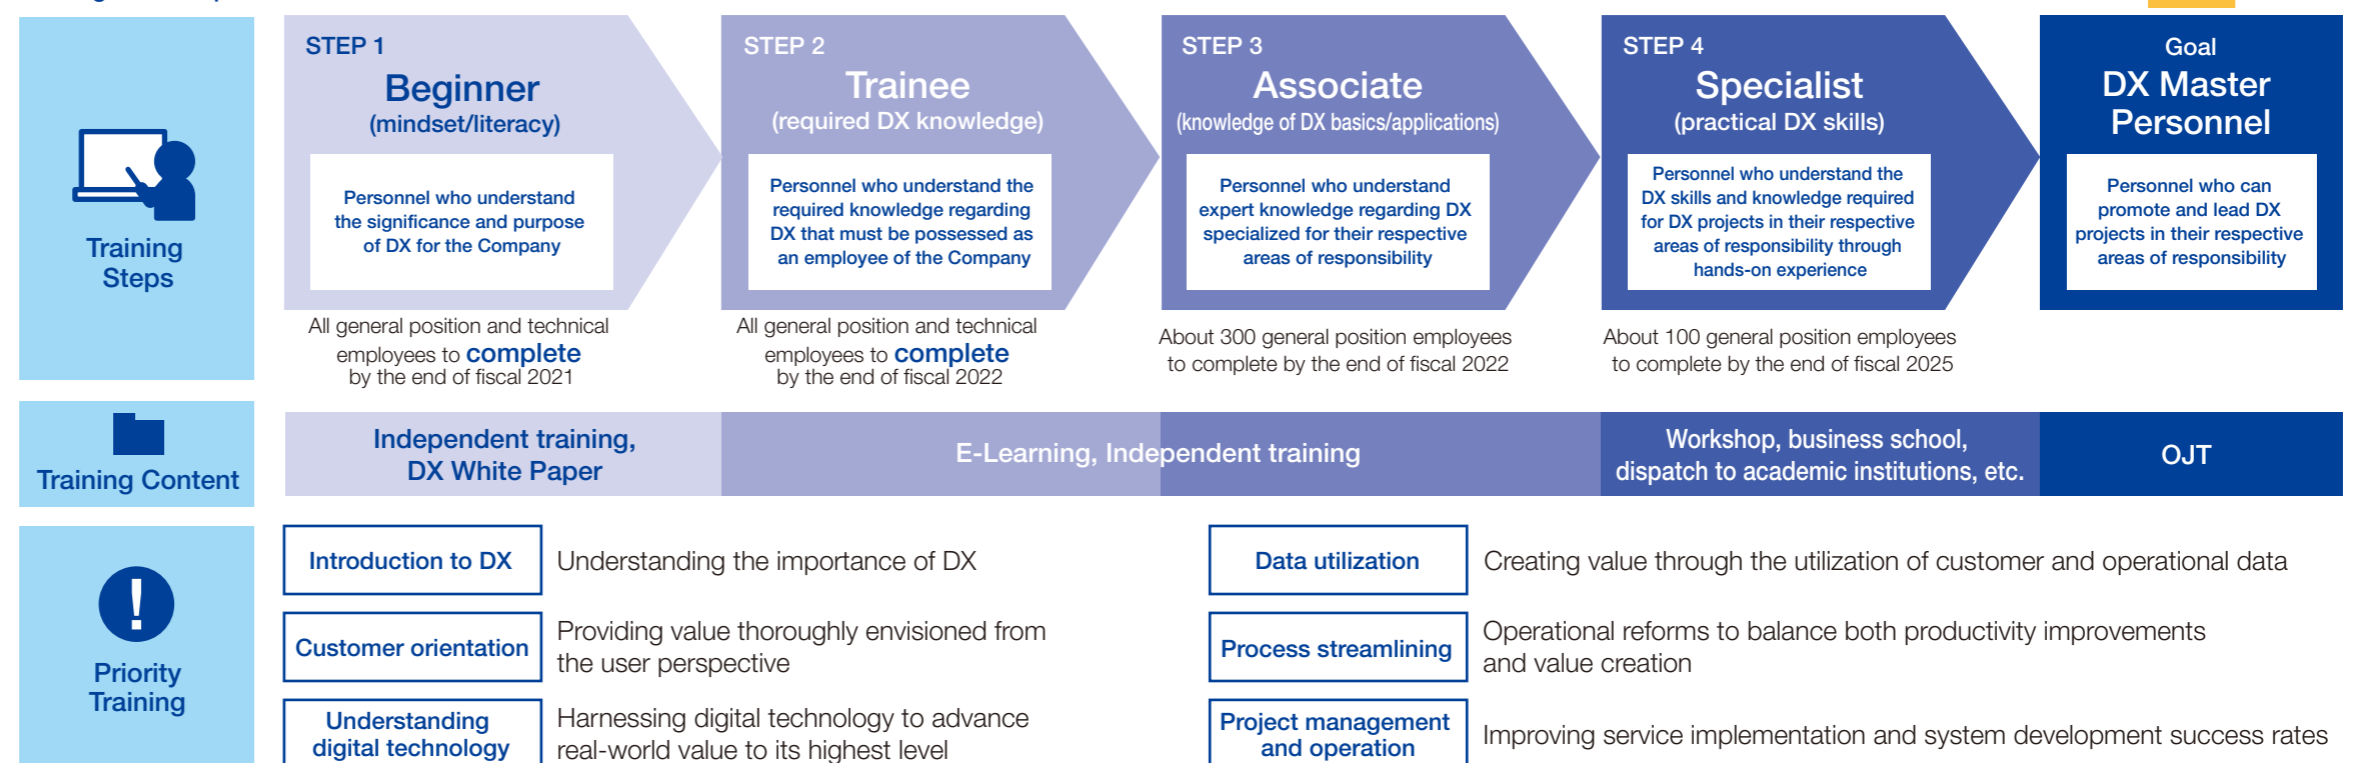 Training
Steps
STEP 1
Beginner
(mindset/literacy)
Personnel who understand
the significance and purpose
of DX for the Company
All general position and technical
employees to complete
by the end of fiscal 2021
STEP 2
Trainee
(required DX knowledge)
Personnel who understand the
required knowledge regarding
DX that must be possessed as
an employee of the Company
All general position and technical
employees to complete
by the end of fiscal 2022
STEP 3
Associate
(knowledge of DX basics/applications)
Personnel who understand
expert knowledge regarding DX
specialized for their respective
areas of responsibility
About 300 general position employees
to complete by the end of fiscal 2022
STEP 4
Specialist
(practical DX skills)
Personnel who understand the
DX skills and knowledge required
for DX projects in their respective
areas of responsibility through
hands-on experience
About 100 general position employees
to complete by the end of fiscal 2025
Goal
DX Master
Personnel
Personnel who can
promote and lead DX
projects in their respective
areas of responsibility
Training Content
Independent training,
DX White Paper
E-Learning, Independent training
Workshop, business school,
dispatch to academic institutions, etc.
OJT
Priority
Training
Introduction to DX
Understanding the importance of DX
Customer orientation
Providing value thoroughly envisioned from
the user perspective
Understanding
digital technology
Harnessing digital technology to advance
real-world value to its highest level
Data utilization
Creating value through the utilization of customer and operational data
Process streamlining
Operational reforms to balance both productivity improvements
and value creation
Project management
and operation
Improving service implementation and system development success rates